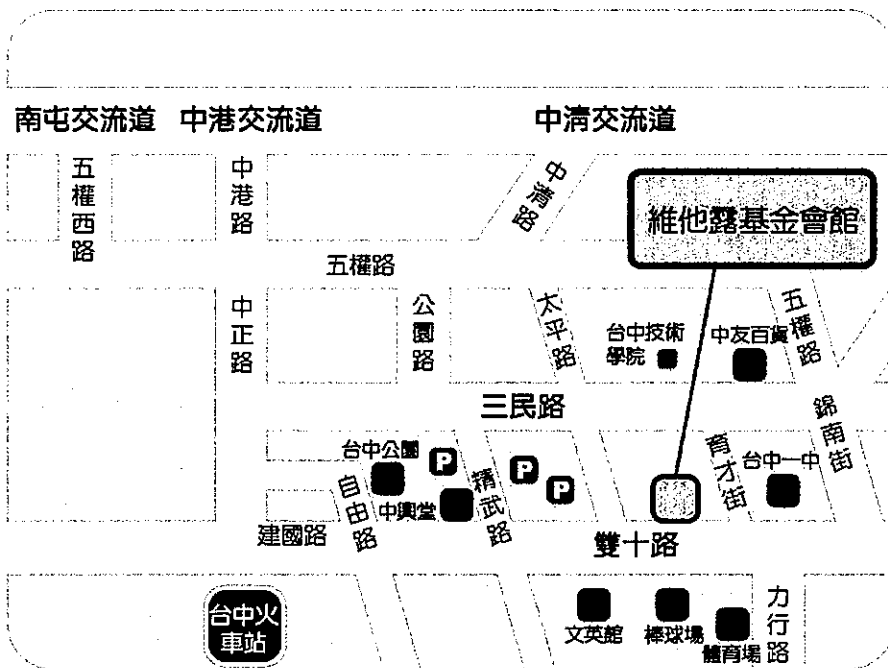 南屯交流道
中港交流道
中清交流道
五權西路
中港路
中清路
維他露基金會館
五權路
中正路
公園路
太平路
台中技術
學院
中友百貨
五權路
三民路
錦南街
台中公園
P
P
P
育才街
台中一中
自由路
中興堂
精武路
建國路
雙十路
台中火
車站
文英館
棒球場
體育場
力行路